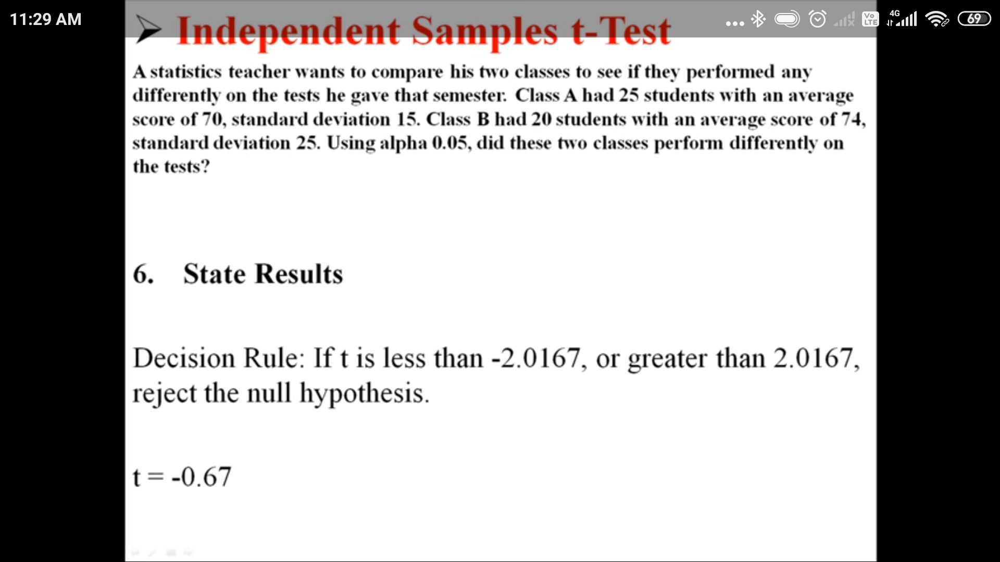 11:29 AM
Vo LTE 4G 69
➤ Independent Samples t-Test
A statistics teacher wants to compare his two classes to see if they performed any
differently on the tests he gave that semester. Class A had 25 students with an average
score of 70, standard deviation 15. Class B had 20 students with an average score of 74,
standard deviation 25. Using alpha 0.05, did these two classes perform differently on
the tests?
6. State Results
Decision Rule: If t is less than -2.0167, or greater than 2.0167,
reject the null hypothesis.
t = -0.67